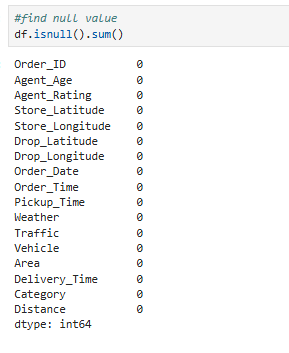 #find null value
df.isnull().sum()
Order_ID 0
Agent_Age 0
Agent_Rating 0
Store_Latitude 0
Store_Longitude 0
Drop_Latitude 0
Drop_Longitude 0
Order_Date 0
Order_Time 0
Pickup_Time 0
Weather 0
Traffic 0
Vehicle 0
Area 0
Delivery_Time 0
Category 0
Distance 0
dtype: int64